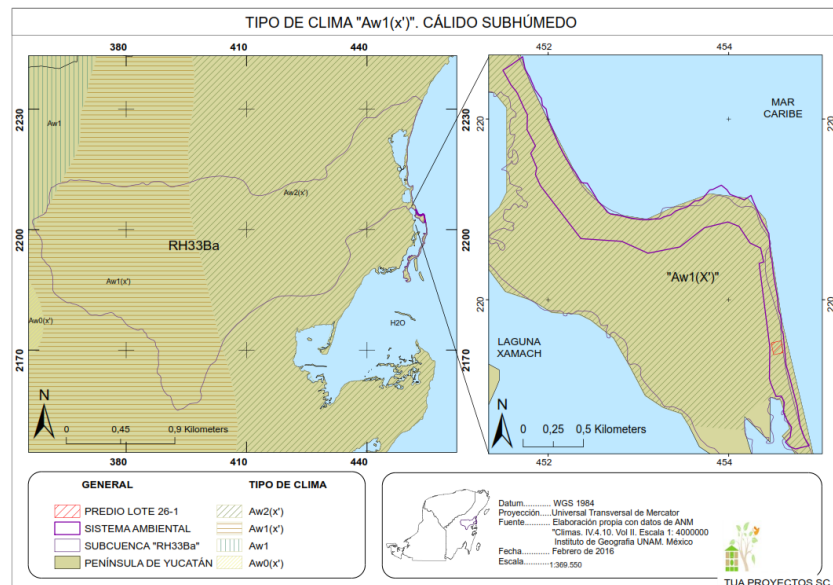 TIPO DE CLIMA "Aw1(x')". CÁLIDO SUBHÚMEDO
380 410 440
452 454
2230
2200
2170
2230
2200
2170
220
220
220
220
Aw1
Aw2(x')
RH33Ba
Aw1(x')
Aw0(x')
H2O
N
0 0,45 0,9 Kilometers
380 410 440
MAR
CARIBE
"Aw1(X')"
LAGUNA
XAMACH
N
0 0,25 0,5 Kilometers
452 454
GENERAL
PREDIO LOTE 26-1
SISTEMA AMBIENTAL
SUBCUENCA "RH33Ba"
PENÍNSULA DE YUCATÁN
TIPO DE CLIMA
Aw2(x')
Aw1(x')
Aw1
Aw0(x')
Datum........... WGS 1984
Proyección.....Universal Transversal de Mercator
Fuente.......... Elaboración propia con datos de ANM
"Climas. IV.4.10. Vol II. Escala 1: 4000000
Instituto de Geografia UNAM. México
Fecha........... Febrero de 2016
Escala..........1:369.550
TUA PROYECTOS SC